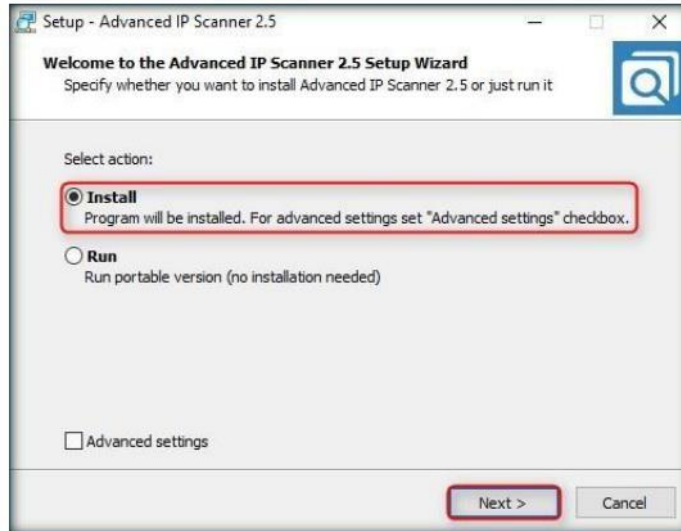 Setup - Advanced IP Scanner 2.5
Welcome to the Advanced IP Scanner 2.5 Setup Wizard
Specify whether you want to install Advanced IP Scanner 2.5 or just run it
Select action:
Install
Program will be installed. For advanced settings set "Advanced settings" checkbox.
Run
Run portable version (no installation needed)
Advanced settings
Next >
Cancel